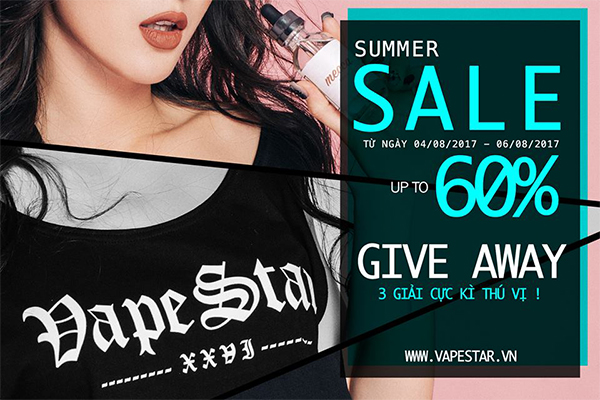 SUMMER
SALE
TỪ NGÀY 04/08/2017 – 06/08/2017
UP TO 60%
GIVE AWAY
3 GIẢI CỰC KÌ THÚ VỊ !
WWW.VAPESTAR.VN
VapeStar
--------- XXVI ---------